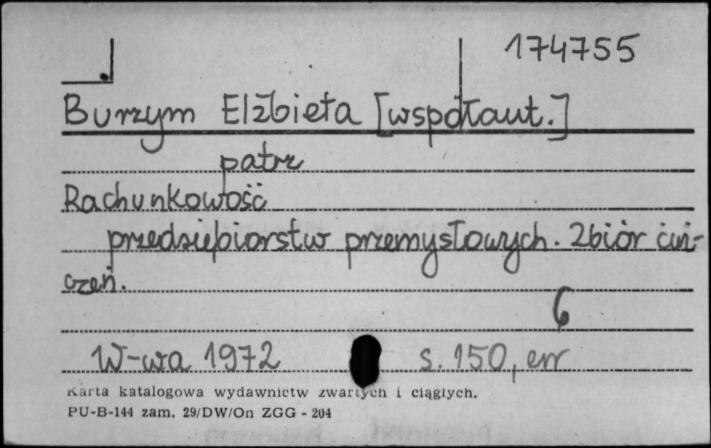 174755
Burzym Elżbieta [współaut.]
patrz
Rachunkowość
przedsiębiorstw przemysłowych. Zbiór ćwi-
czeń.
6
W-wa 1972 s. 150, err
Karta katalogowa wydawnictw zwartych i ciągłych.
PU-B-144 zam. 29/DW/On ZGG - 204